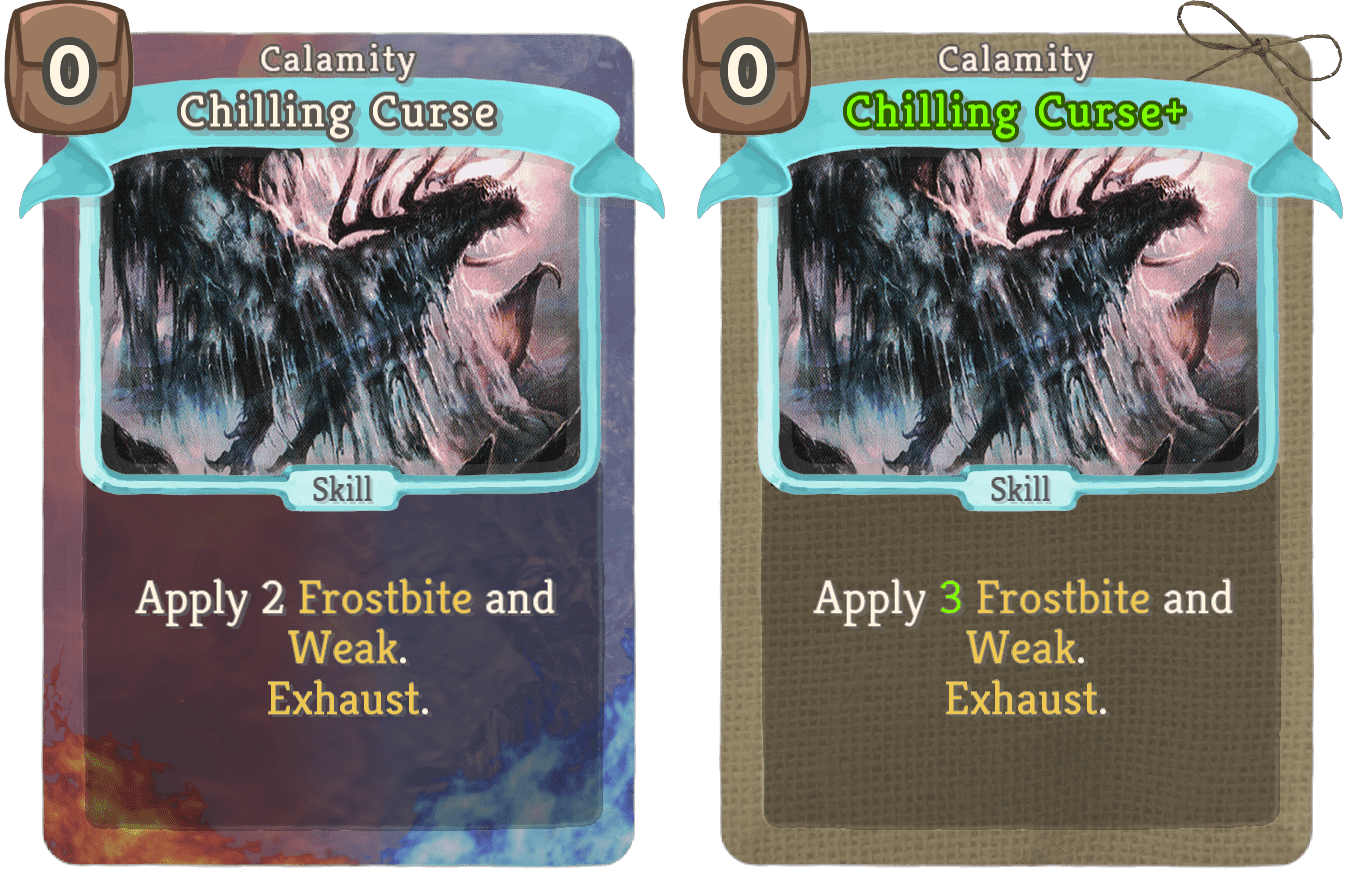 0
Calamity
Chilling Curse
Skill
Apply 2 Frostbite and
Weak.
Exhaust.
0
Calamity
Chilling Curse+
Skill
Apply 3 Frostbite and
Weak.
Exhaust.